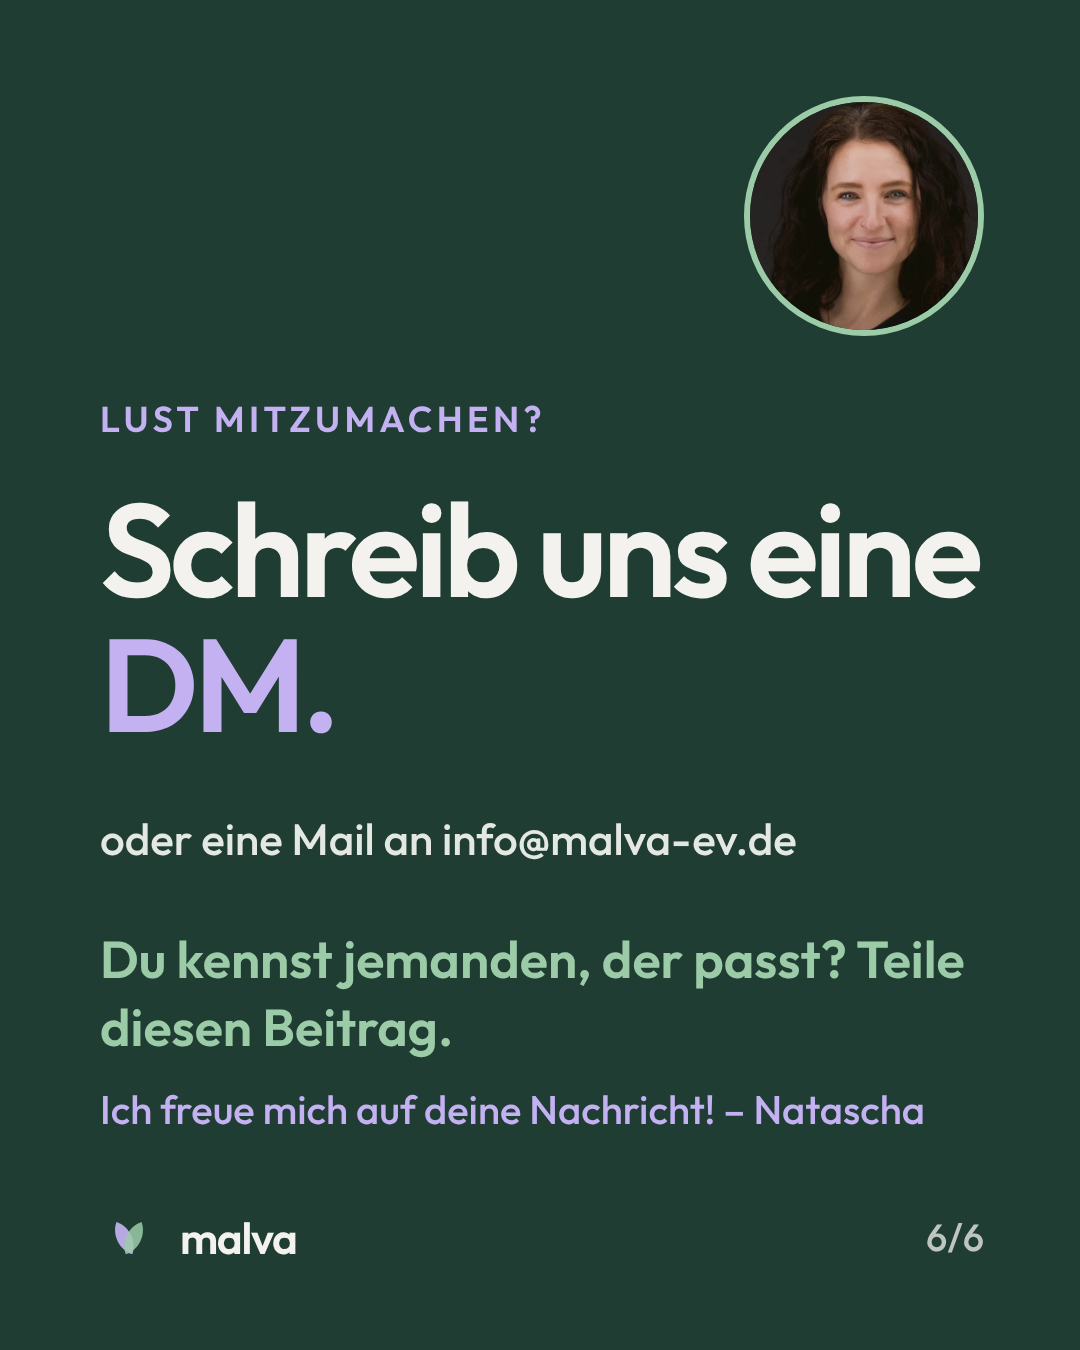 LUST MITZUMACHEN?
Schreib uns eine
DM.
oder eine Mail an info@malva-ev.de
Du kennst jemanden, der passt? Teile
diesen Beitrag.
Ich freue mich auf deine Nachricht! – Natascha
malva
6/6